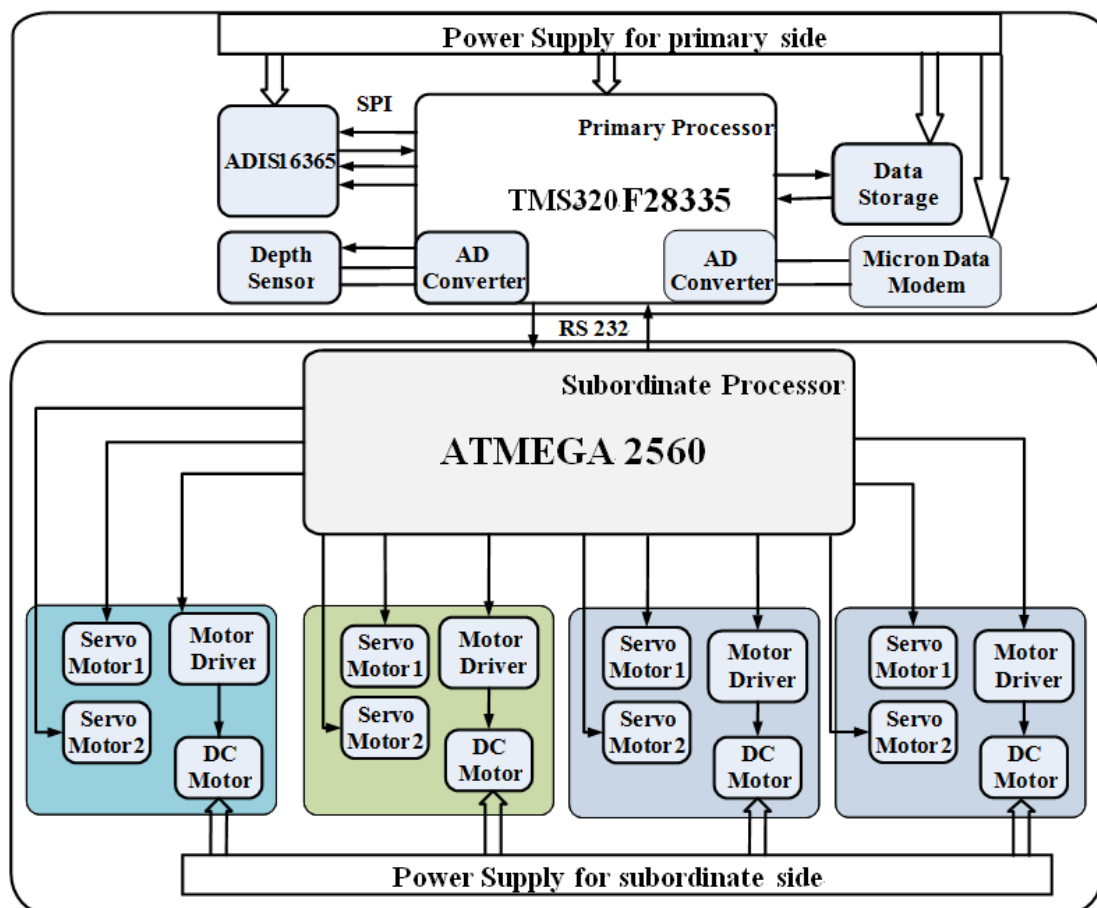 Power Supply for primary side
SPI
ADIS16365
Primary Processor
TMS320 F28335
Data
Storage
Depth
Sensor
AD
Converter
AD
Converter
Micron Data
Modem
RS 232
Subordinate Processor
ATMEGA 2560
Servo
Motor1
Motor
Driver
Servo
Motor2
DC
Motor
Servo
Motor1
Motor
Driver
Servo
Motor2
DC
Motor
Servo
Motor1
Motor
Driver
Servo
Motor2
DC
Motor
Servo
Motor1
Motor
Driver
Servo
Motor2
DC
Motor
Power Supply for subordinate side